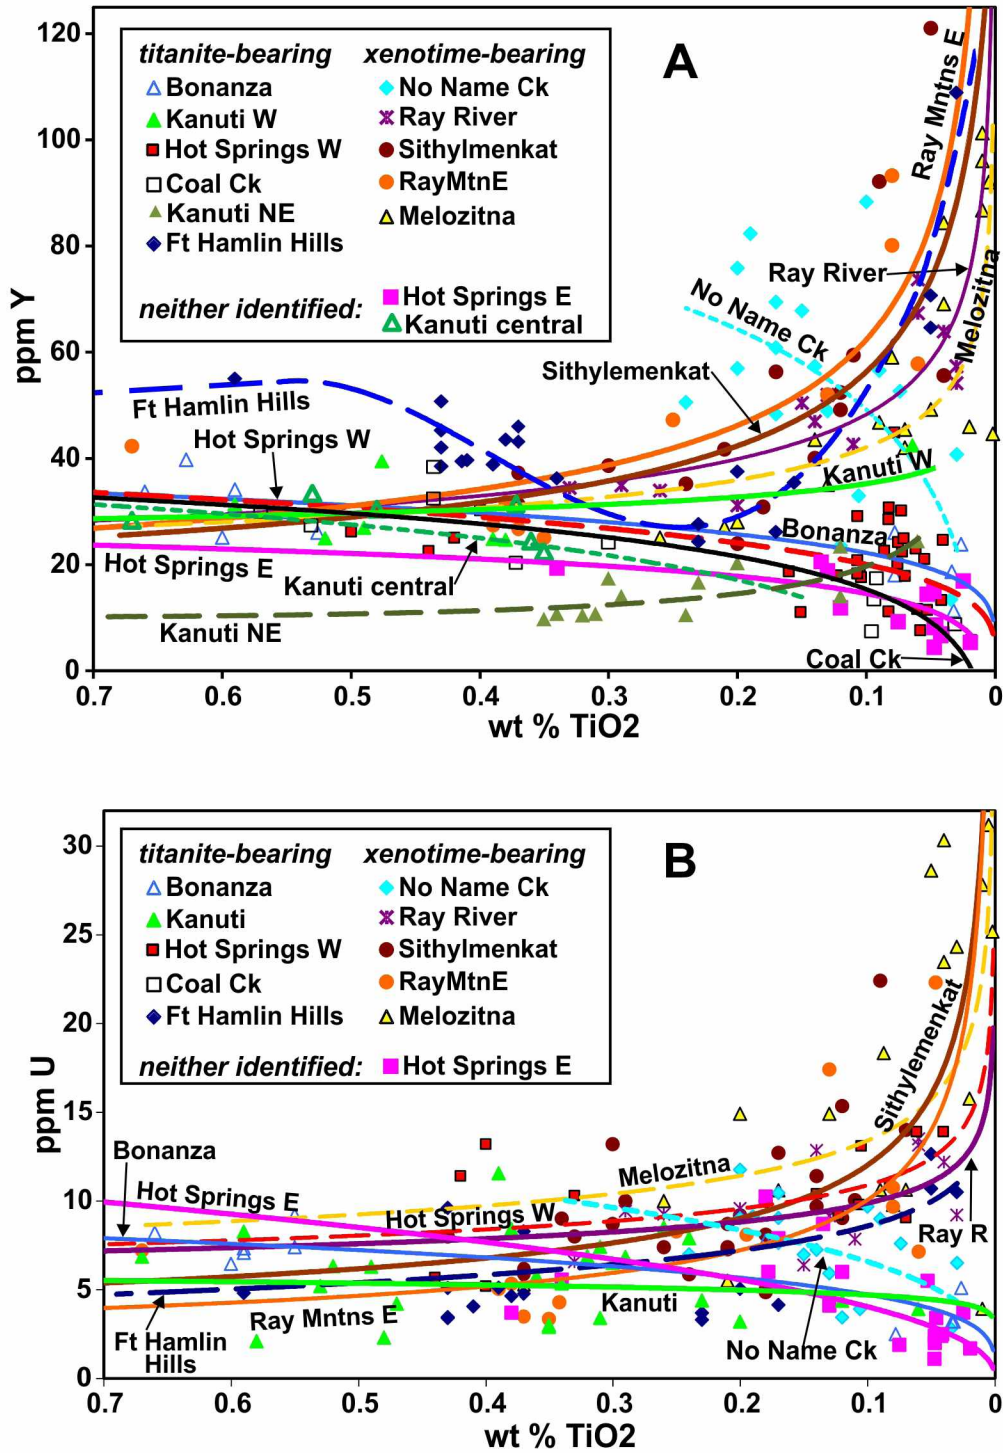 A
titanite-bearing xenotime-bearing
Bonanza No Name Ck
Kanuti W Ray River
Hot Springs W Sithylmenkat
Coal Ck RayMtnE
Kanuti NE Melozitna
Ft Hamlin Hills
neither identified: Hot Springs E
Kanuti central
120
100
80
60
40
20
0
ppm Y
Ray Mntns E
Ray River
No Name Ck
Melozitna
Sithylemenkat
Ft Hamlin Hills
Hot Springs W
Kanuti W
Bonanza
Hot Springs E
Kanuti central
Kanuti NE
Coal Ck
0.7 0.6 0.5 0.4 0.3 0.2 0.1 0
wt % TiO2
B
titanite-bearing xenotime-bearing
Bonanza No Name Ck
Kanuti Ray River
Hot Springs W Sithylmenkat
Coal Ck RayMtnE
Ft Hamlin Hills Melozitna
neither identified: Hot Springs E
30
25
20
15
10
5
0
ppm U
Sithylemenkat
Bonanza
Melozitna
Hot Springs E
Hot Springs W
Ray R
Kanuti
Ray Mntns E
Ft Hamlin
Hills
No Name Ck
0.7 0.6 0.5 0.4 0.3 0.2 0.1 0
wt % TiO2